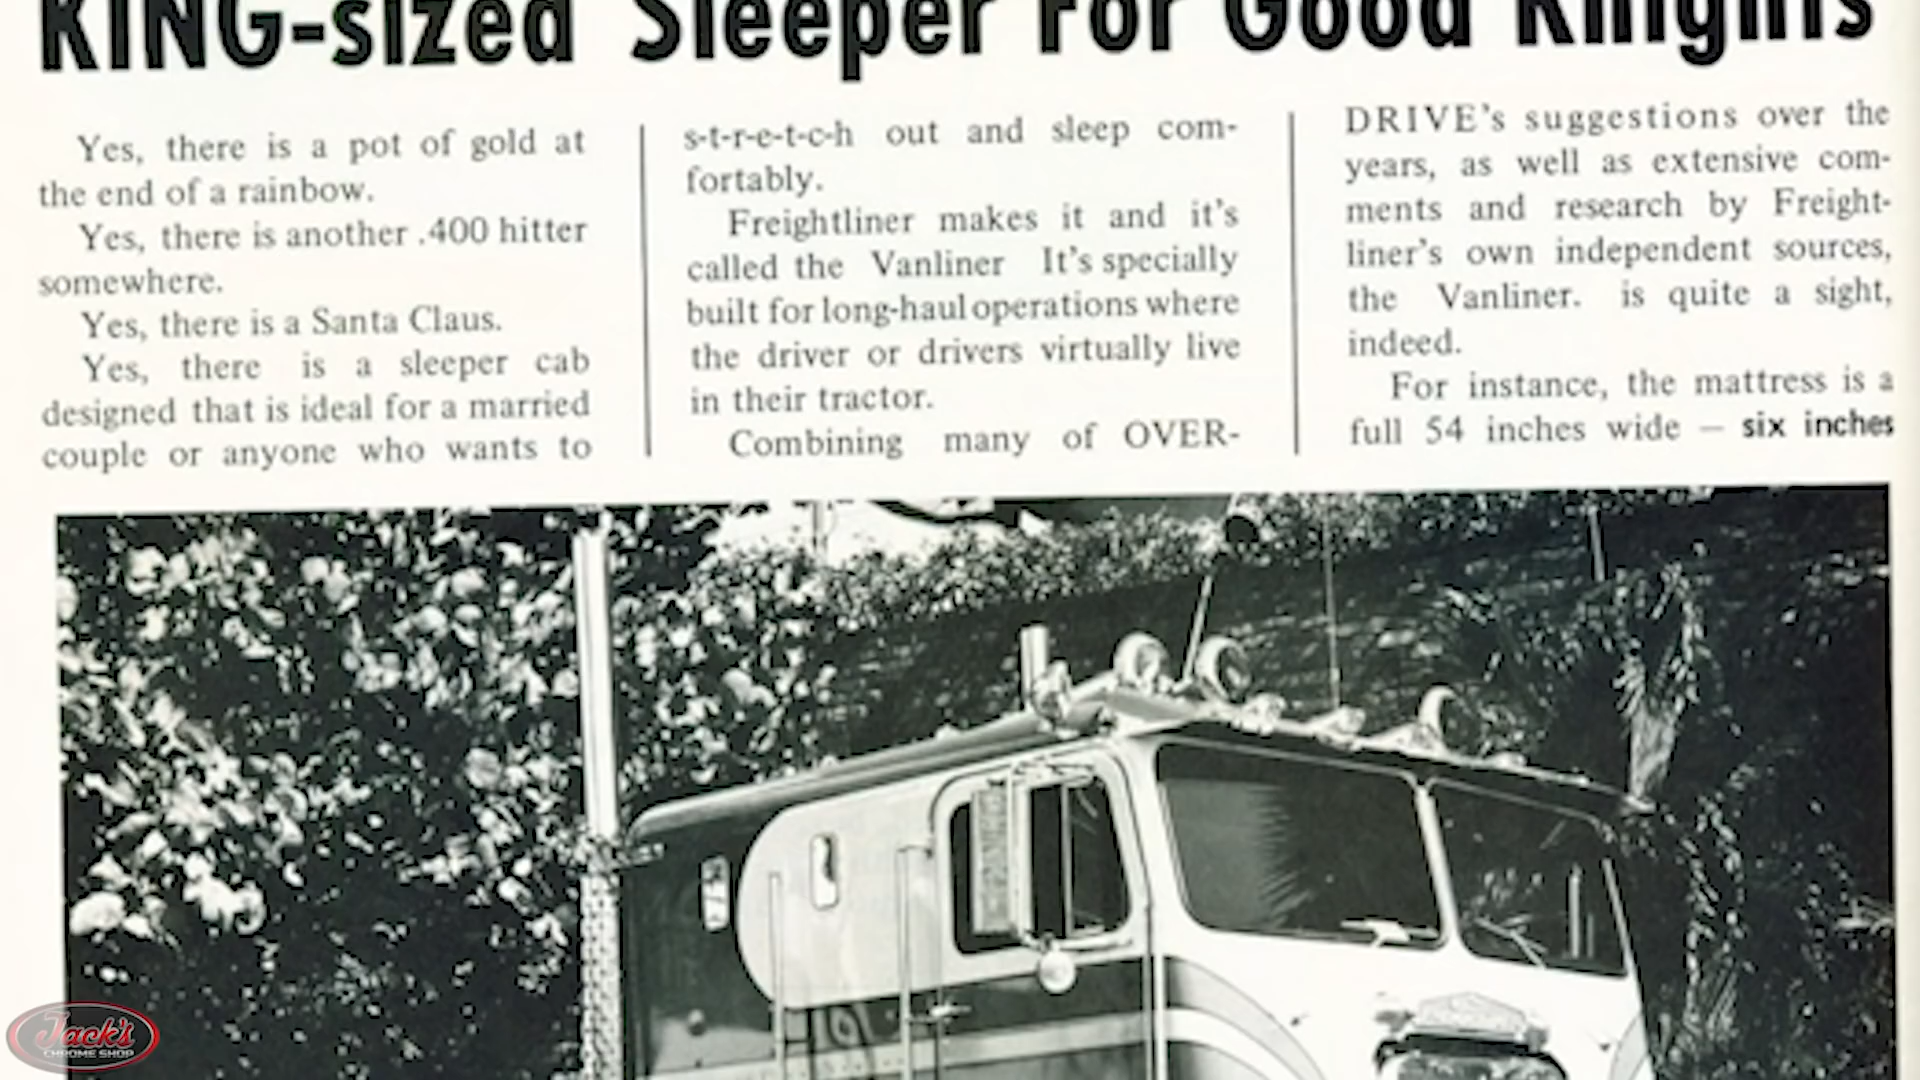 KING-sized Sleeper For Good Knights
Yes, there is a pot of gold at
the end of a rainbow.
Yes, there is another .400 hitter
somewhere.
Yes, there is a Santa Claus.
Yes, there is a sleeper cab
designed that is ideal for a married
couple or anyone who wants to
s-t-r-e-t-c-h out and sleep com-
fortably.
Freightliner makes it and it's
called the Vanliner It's specially
built for long-haul operations where
the driver or drivers virtually live
in their tractor.
Combining many of OVER-
DRIVE's suggestions over the
years, as well as extensive com-
ments and research by Freight-
liner's own independent sources,
the Vanliner. is quite a sight,
indeed.
For instance, the mattress is a
full 54 inches wide — six inches
Jack's
CHROME SHOP